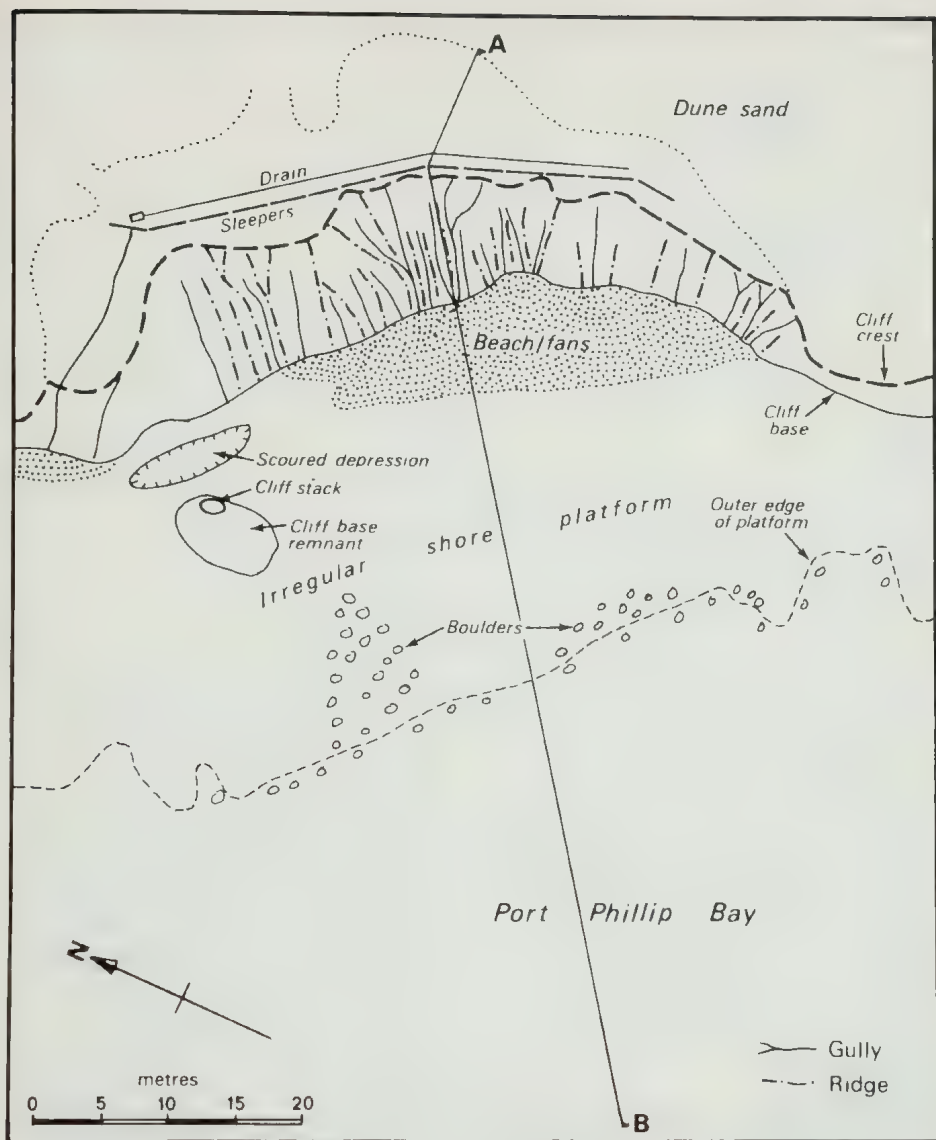 A
Dune sand
Drain
Sleepers
Beach/fans
Cliff
crest
Cliff
base
Scoured depression
Cliff stack
Cliff base
remnant
Irregular shore platform
Outer edge
of platform
Boulders
Port Phillip Bay
N
Gully
Ridge
metres
0 5 10 15 20
B